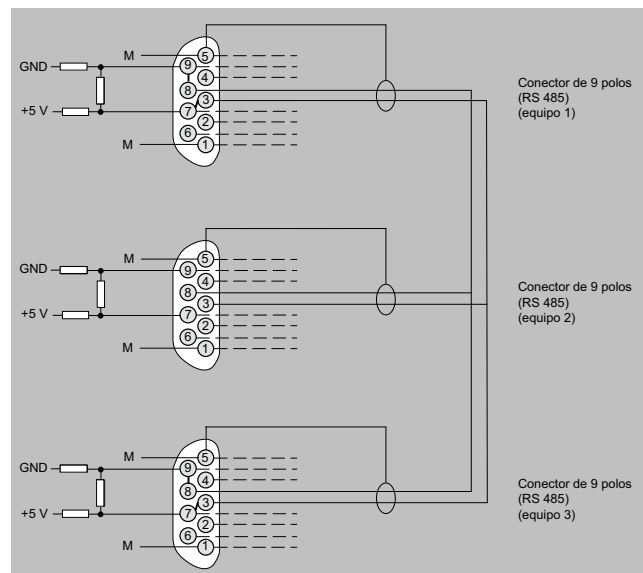 M
5
GND
9
4
8
3
+5 V
7
2
6
M
1
Conector de 9 polos
(RS 485)
(equipo 1)
M
5
GND
9
4
8
3
+5 V
7
2
6
M
1
Conector de 9 polos
(RS 485)
(equipo 2)
M
5
GND
9
4
8
3
+5 V
7
2
6
M
1
Conector de 9 polos
(RS 485)
(equipo 3)